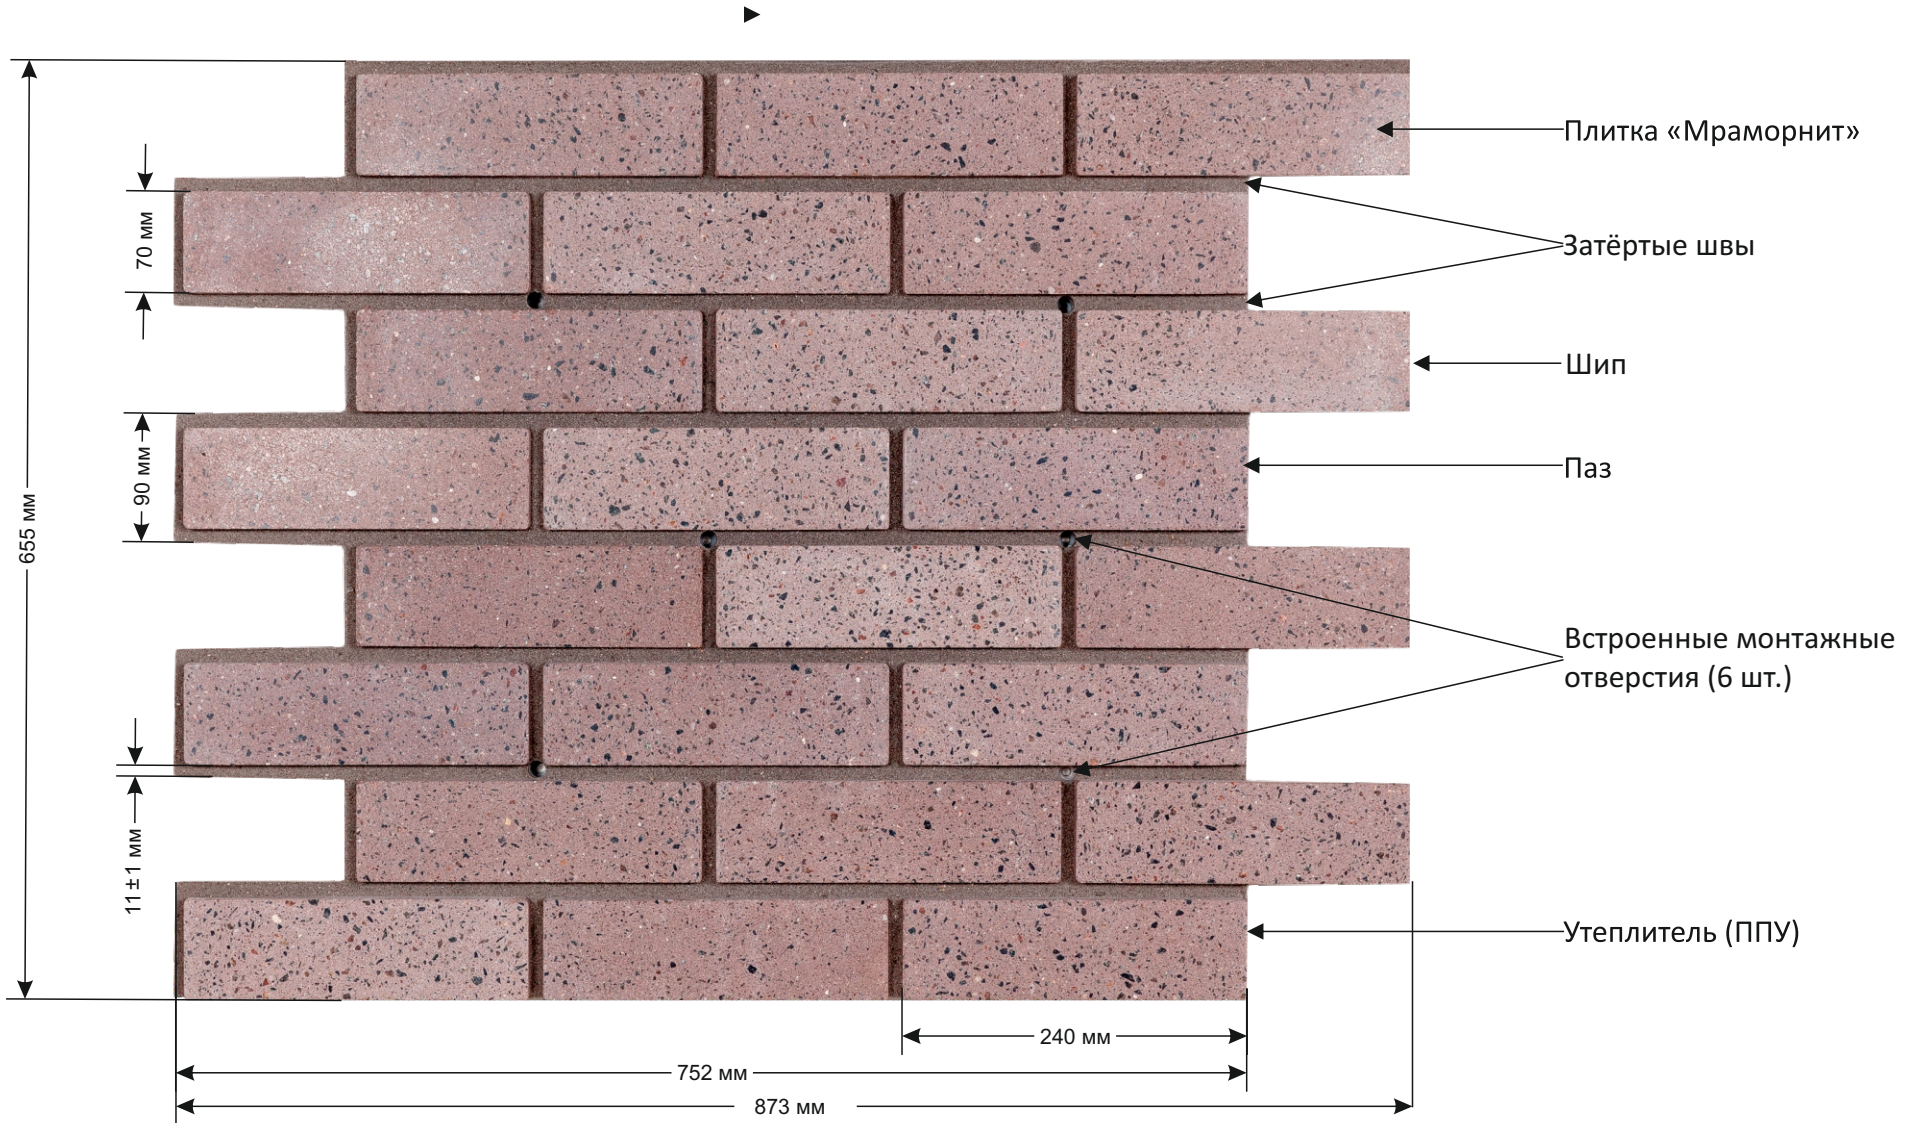 Плитка «Мраморнит»
70 мм
Затёртые швы
Шип
90 мм
Паз
655 мм
Встроенные монтажные
отверстия (6 шт.)
11±1 мм
Утеплитель (ППУ)
240 мм
752 мм
873 мм